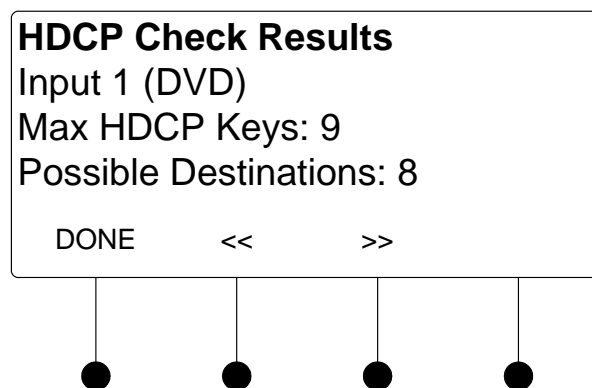 HDCP Check Results
Input 1 (DVD)
Max HDCP Keys: 9
Possible Destinations: 8
DONE << >>